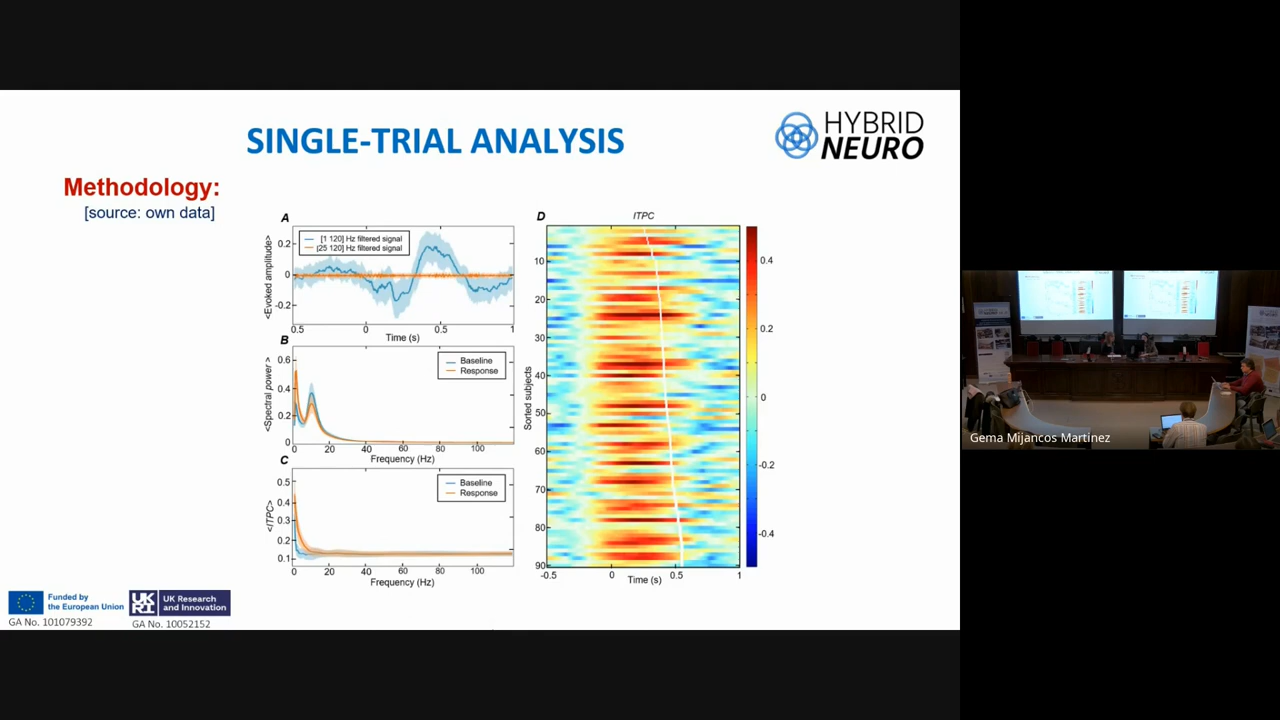 SINGLE-TRIAL ANALYSIS
HYBRID
NEURO
Methodology:
[source: own data]
A
[1 120] Hz filtered signal
[25 120] Hz filtered signal
<Evoked amplitude>
0.2
0
-0.2
0.5
0
0.5
1
Time (s)
B
Baseline
Response
<Spectral power >
0.6
0.4
0.2
0
0
20
40
60
80
100
Frequency (Hz)
C
Baseline
Response
<ITPC>
0.5
0.4
0.3
0.2
0.1
0
20
40
60
80
100
Frequency (Hz)
D
ITPC
Sorted subjects
10
20
30
40
50
60
70
80
90
-0.5
0
0.5
1
Time (s)
0.4
0.2
0
-0.2
-0.4
Funded by
the European Union
GA No. 101079392
UK
RI
UK Research
and Innovation
GA No. 10052152
Gema Mijancos Martinez